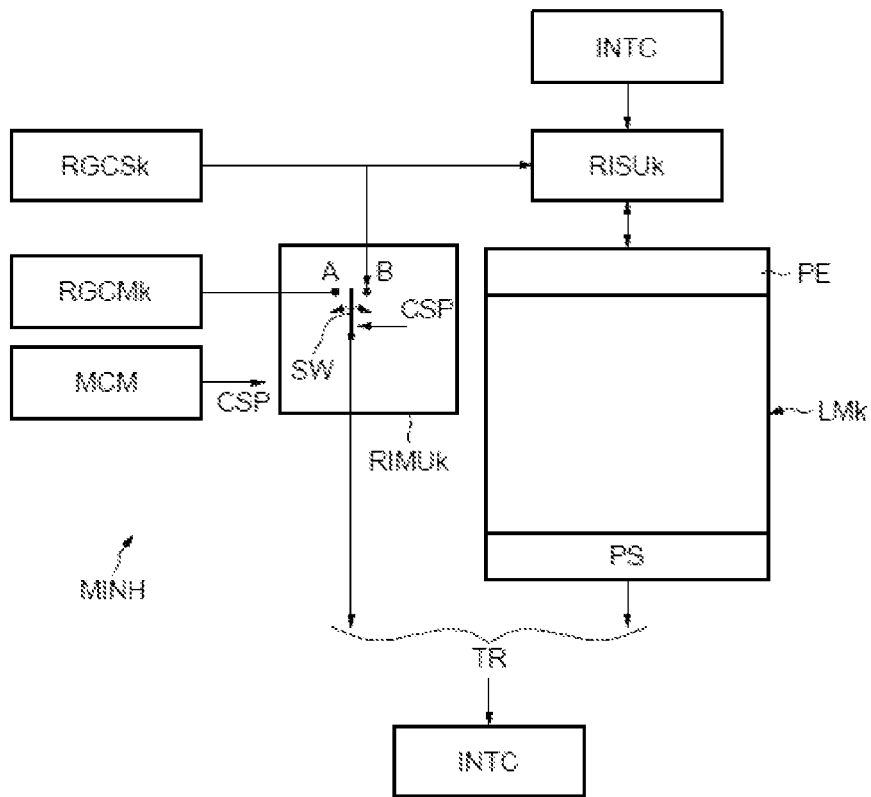 INTC
RGCSk
RISUk
RGCMk
A
B
PE
CSP
SW
MCM
CSP
LMk
RIMUk
PS
MINH
TR
INTC